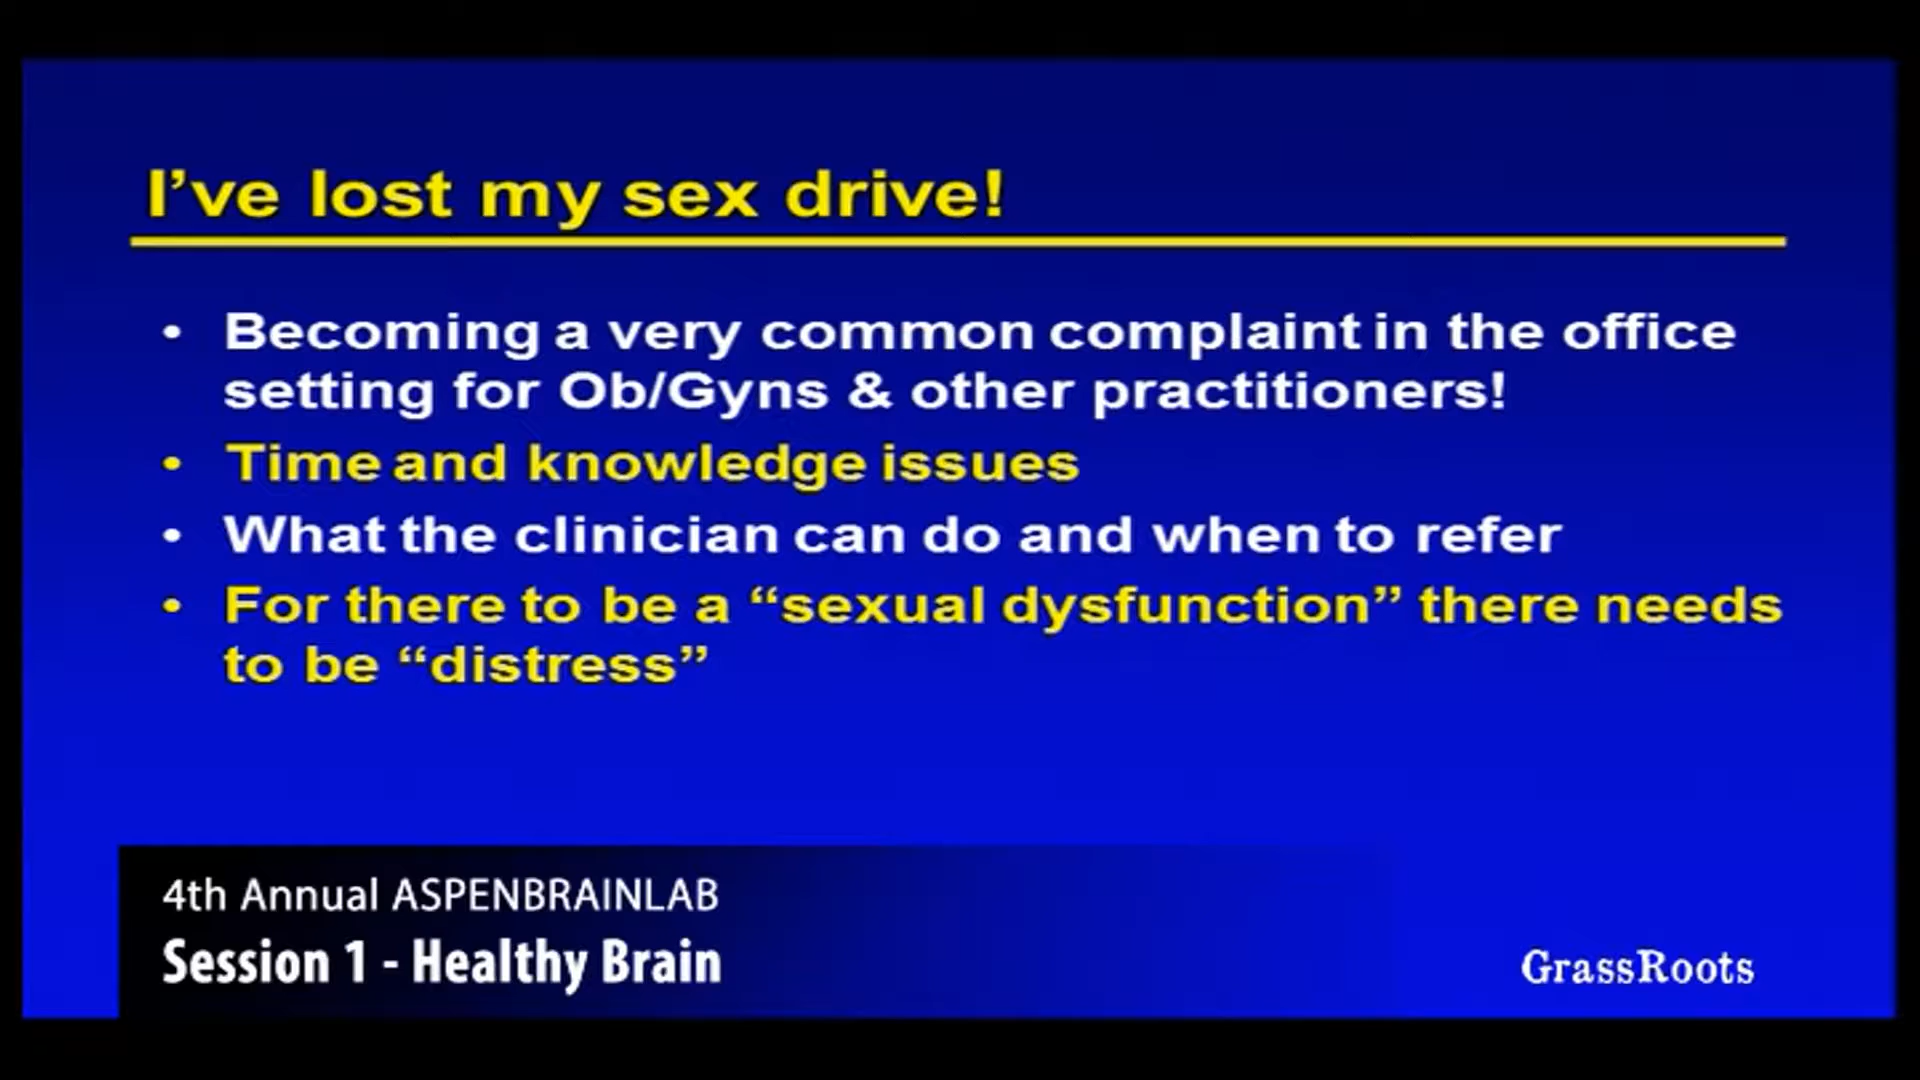 I’ve lost my sex drive!
• Becoming a very common complaint in the office
setting for Ob/Gyns & other practitioners!
• Time and knowledge issues
• What the clinician can do and when to refer
• For there to be a “sexual dysfunction” there needs
to be “distress”
4th Annual ASPENBRAINLAB
Session 1 - Healthy Brain
GrassRoots